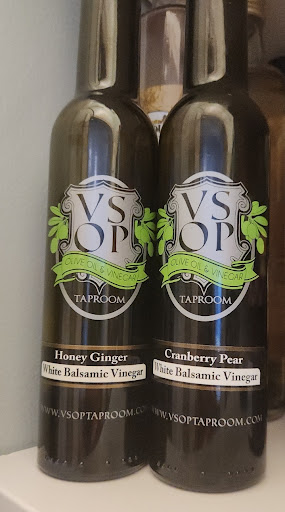 VS
OP
OLIVE OIL & VINEGAR
TAPROOM
Honey Ginger
White Balsamic Vinegar
WWW.VSOPTAPROOM.CO
VS
OP
OLIVE OIL & VINEGAR
TAPROOM
Cranberry Pear
White Balsamic Vinegar
WWW.VSOPTAPROOM.COM